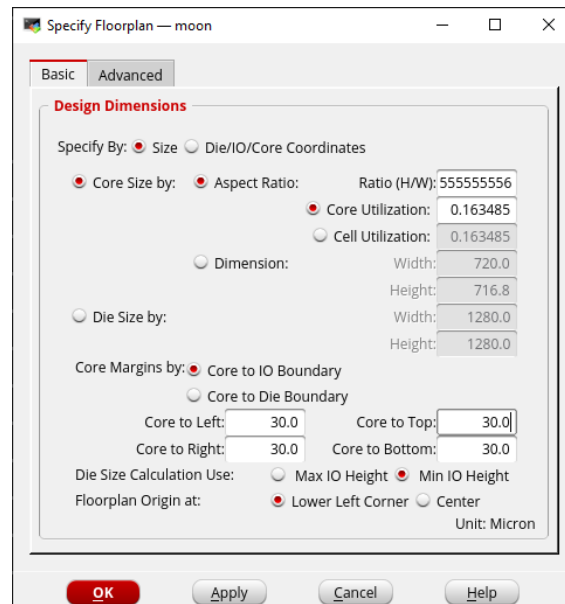 Specify Floorplan — moon
Basic Advanced
Design Dimensions
Specify By: Size Die/IO/Core Coordinates
Core Size by: Aspect Ratio: Ratio (H/W): 555555556
Core Utilization: 0.163485
Cell Utilization: 0.163485
Dimension: Width: 720.0
Height: 716.8
Die Size by: Width: 1280.0
Height: 1280.0
Core Margins by: Core to IO Boundary
Core to Die Boundary
Core to Left: 30.0 Core to Top: 30.0
Core to Right: 30.0 Core to Bottom: 30.0
Die Size Calculation Use: Max IO Height Min IO Height
Floorplan Origin at: Lower Left Corner Center
Unit: Micron
OK Apply Cancel Help